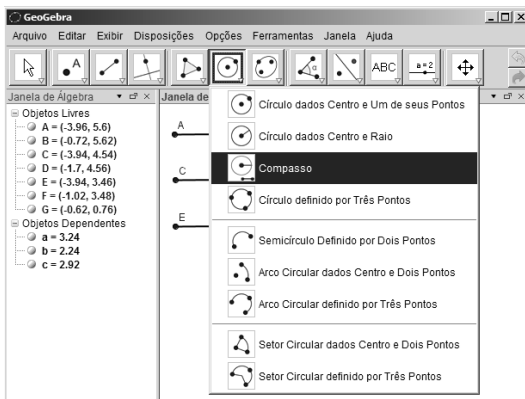 GeoGebra
Arquivo Editar Exibir Disposições Opções Ferramentas Janela Ajuda
A
α
ABC
a=2
Janela de Álgebra
Janela de
Objetos Livres
A = (-3.96, 5.6)
B = (-0.72, 5.62)
C = (-3.94, 4.54)
D = (-1.7, 4.56)
E = (-3.94, 3.46)
F = (-1.02, 3.48)
G = (-0.62, 0.76)
Objetos Dependentes
a = 3.24
b = 2.24
c = 2.92
A
C
E
Círculo dados Centro e Um de seus Pontos
Círculo dados Centro e Raio
Compasso
Círculo definido por Três Pontos
Semicírculo Definido por Dois Pontos
Arco Circular dados Centro e Dois Pontos
Arco Circular definido por Três Pontos
Setor Circular dados Centro e Dois Pontos
Setor Circular definido por Três Pontos